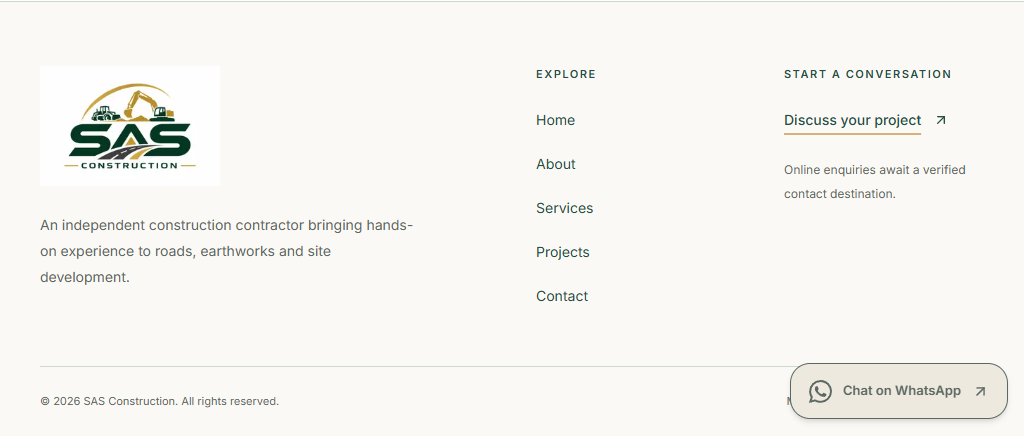 SAS
CONSTRUCTION
An independent construction contractor bringing hands-
on experience to roads, earthworks and site
development.
EXPLORE
Home
About
Services
Projects
Contact
START A CONVERSATION
Discuss your project
Online enquiries await a verified
contact destination.
© 2026 SAS Construction. All rights reserved.
Chat on WhatsApp